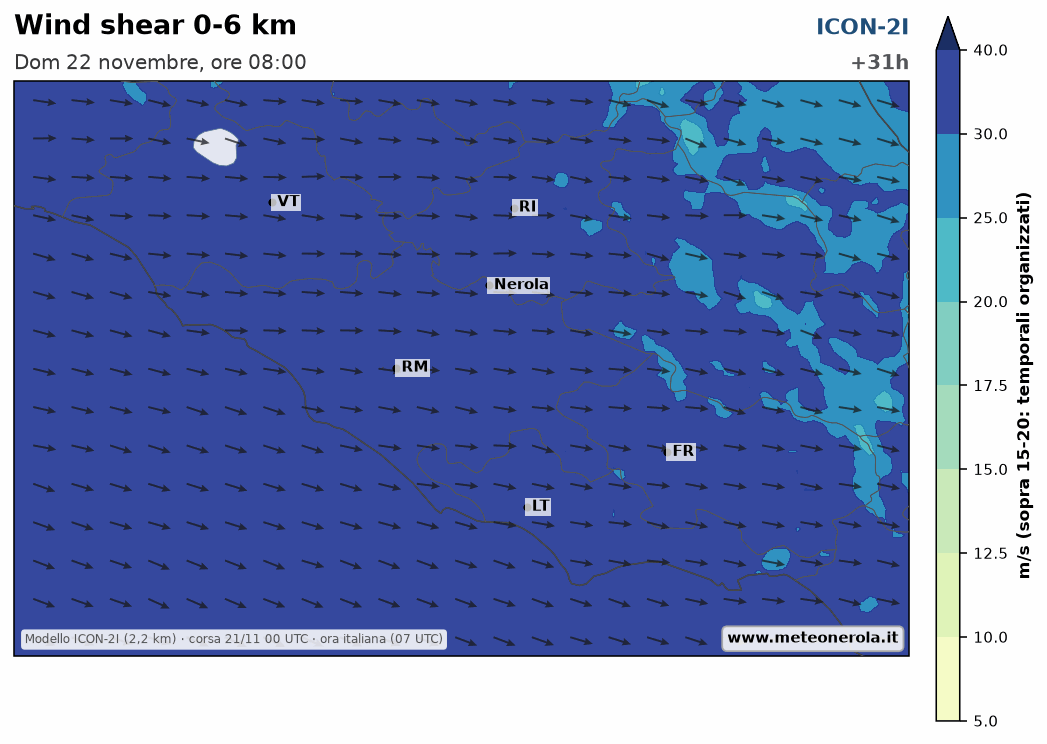 Wind shear 0-6 km
ICON-2I
Dom 22 novembre, ore 08:00
+31h
VT
RI
Nerola
RM
FR
LT
Modello ICON-2I (2,2 km) · corsa 21/11 00 UTC · ora italiana (07 UTC)
www.meteonerola.it
40.0
30.0
25.0
20.0
17.5
15.0
12.5
10.0
5.0
m/s (sopra 15-20: temporali organizzati)